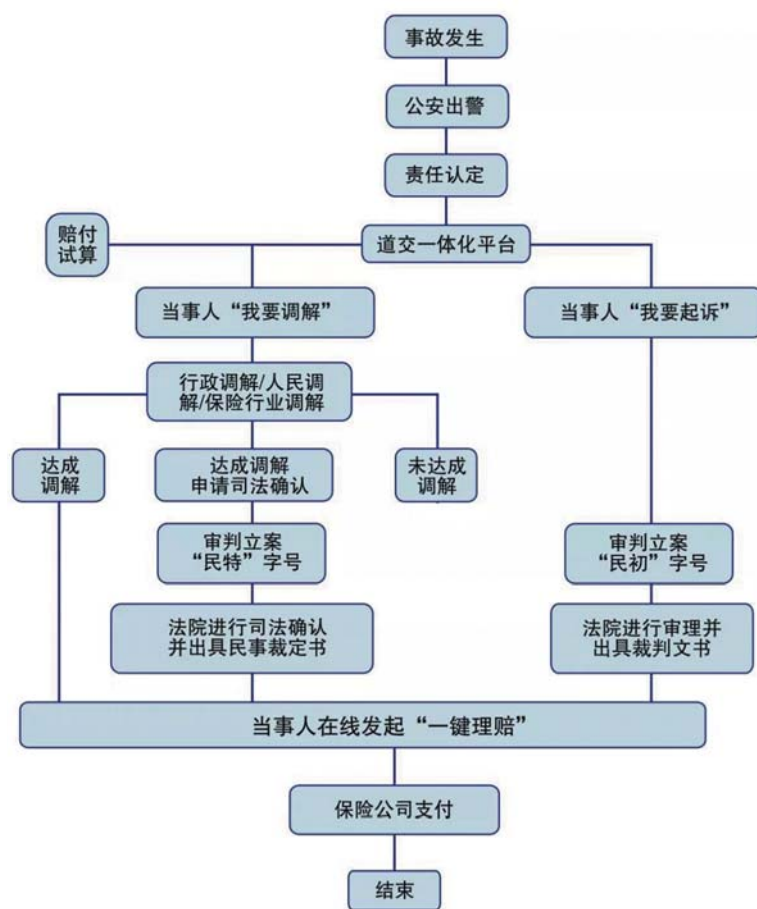 事故发生
公安出警
责任认定
赔付
试算
道交一体化平台
当事人“我要调解”
当事人“我要起诉”
行政调解/人民调
解/保险行业调解
达成
调解
达成调解
申请司法确认
未达成
调解
审判立案
“民特”字号
审判立案
“民初”字号
法院进行司法确认
并出具民事裁定书
法院进行审理并
出具裁判文书
当事人在线发起“一键理赔”
保险公司支付
结束